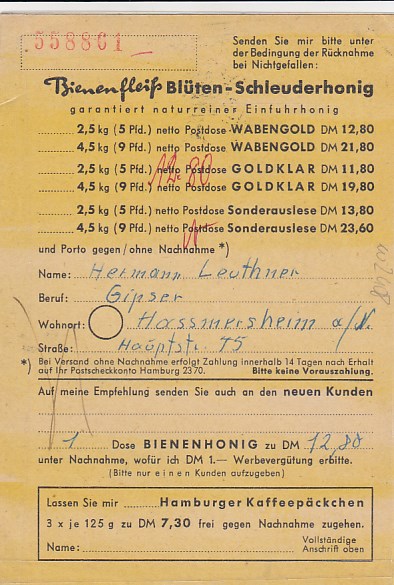 558801
Senden Sie mir bitte unter
der Bedingung der Rücknahme
bei Nichtgefallen:
Bienenfleiß Blüten-Schleuderhonig
garantiert naturreiner Einfuhrhonig
2,5 kg (5 Pfd.) netto Postdose WABENGOLD DM 12,80
4,5 kg (9 Pfd.) netto Postdose WABENGOLD DM 21,80
12.80
2,5 kg (5 Pfd.) netto Postdose GOLDKLAR DM 11,80
4,5 kg (9 Pfd.) netto Postdose GOLDKLAR DM 19,80
2,5 kg (5 Pfd.) netto Postdose Sonderauslese DM 13,80
4,5 kg (9 Pfd.) netto Postdose Sonderauslese DM 23,60
und Porto gegen/ohne Nachnahme *)
Name: Hermann Leuthner
Beruf: Gipser
Wohnort: Hassmersheim a/N.
Straße: Hauptstr. 75
*) Bei Versand ohne Nachnahme erfolgt Zahlung innerhalb 14 Tagen nach Erhalt
auf Ihr Postscheckkonto Hamburg 2370. Bitte keine Vorauszahlung.
Auf meine Empfehlung senden Sie auch an den neuen Kunden
1 Dose BIENENHONIG zu DM 12,80
unter Nachnahme, wofür ich DM 1.— Werbevergütung erbitte.
(Bitte nur einen Kunden aufzugeben)
Lassen Sie mir Hamburger Kaffeepäckchen
3 x je 125 g zu DM 7,30 frei gegen Nachnahme zugehen.
Name: Vollständige
Anschrift oben